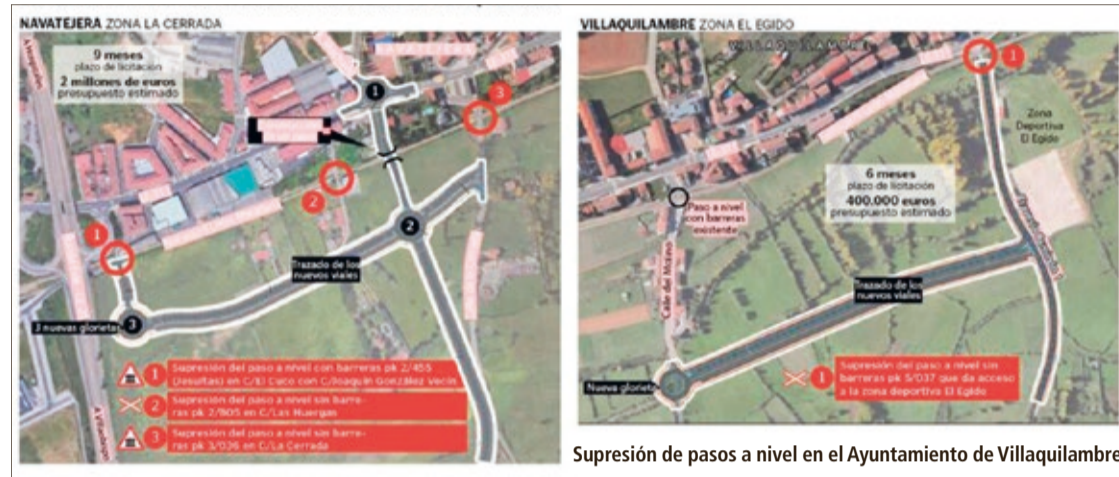 NAVATEJERA ZONA LA CERRADA
9 meses
plazo de licitación
2 millones de euros
presupuesto estimado
1
3
2
1
2
Trazado de los
nuevos viales
3 nuevas glorietas
3
1 Supresión del paso a nivel con barreras pk 2/455
(Jesuitas) en C/El Cuco con C/Joaquín González Vecín
2 Supresión del paso a nivel sin barre-
ras pk 2/805 en C/Las Huergas
3 Supresión del paso a nivel sin barre-
ras pk 3/036 en C/La Cerrada
VILLAQUILAMBRE ZONA EL EGIDO
VILLAQUILAMBRE
1
Zona
Deportiva
El Egido
6 meses
plazo de licitación
400.000 euros
presupuesto estimado
Paso a nivel
con barreras
existente
Calle del Molino
Trazado de los
nuevos viales
Nueva glorieta
1 Supresión del paso a nivel sin
barreras pk 5/037 que da acceso
a la zona deportiva El Egido
Supresión de pasos a nivel en el Ayuntamiento de Villaquilambre